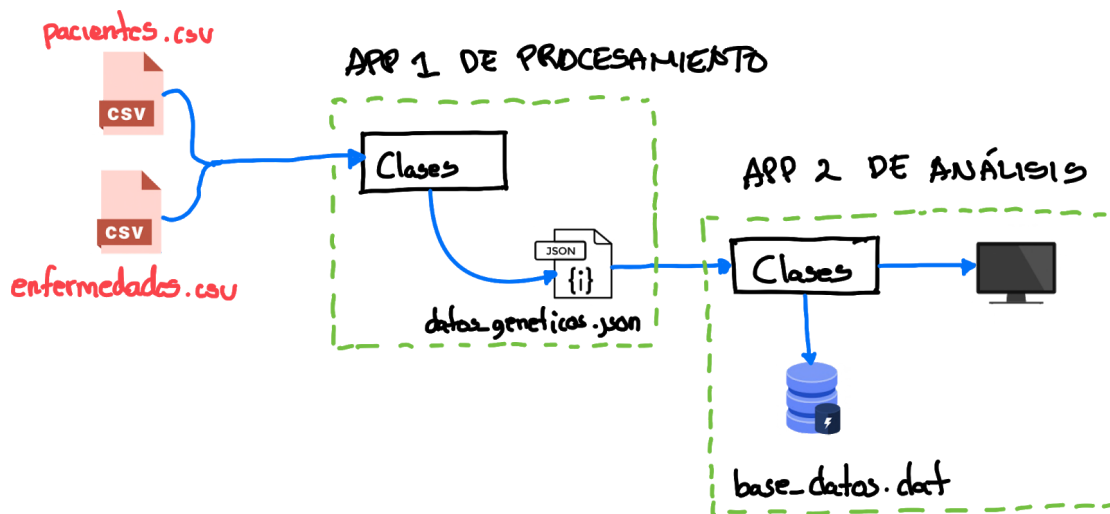 pacientes.csv
CSV
CSV
enfermedades.csv
APP 1 DE PROCESAMIENTO
Clases
JSON
{i}
datos_geneticos.json
APP 2 DE ANÁLISIS
Clases
base_datos.dat